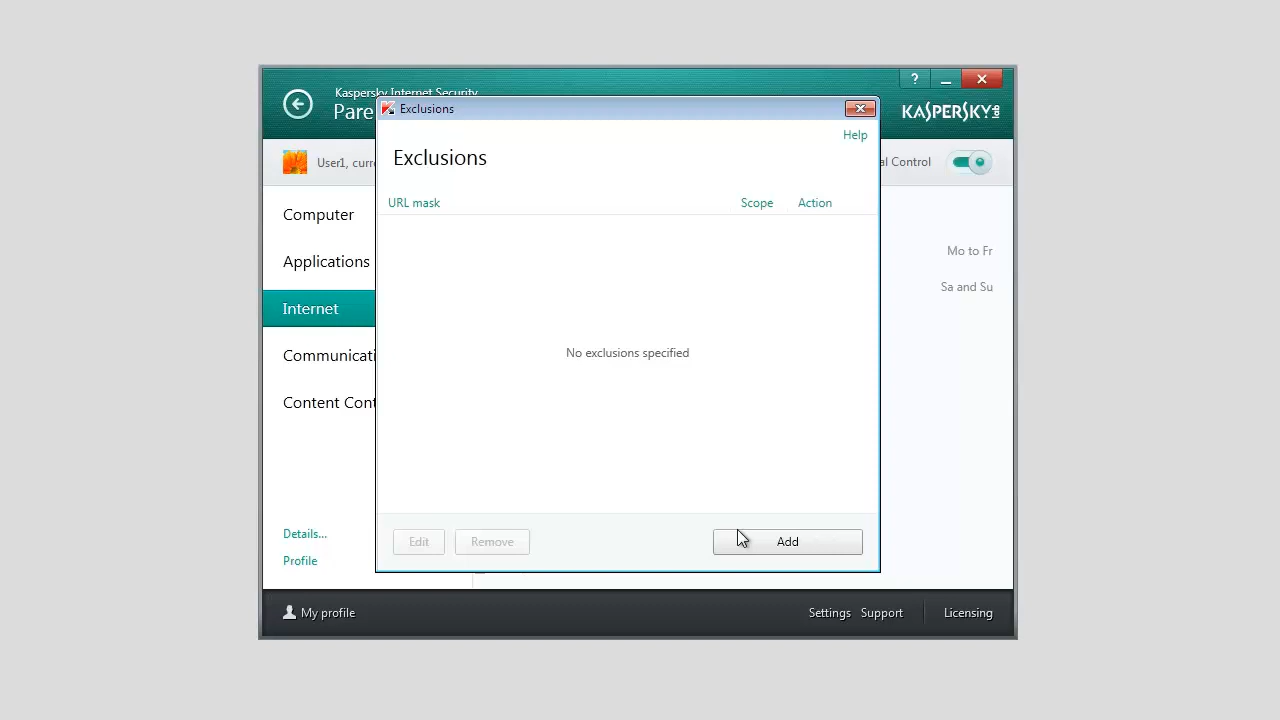 Kaspersky Internet Security
Pare
?
KASPERSKY LAB
Exclusions
Help
Exclusions
User1, curr
al Control
URL mask
Scope
Action
Computer
Mo to Fr
Applications
Sa and Su
Internet
No exclusions specified
Communicati
Content Cont
Details...
Edit
Remove
Add
Profile
My profile
Settings
Support
Licensing